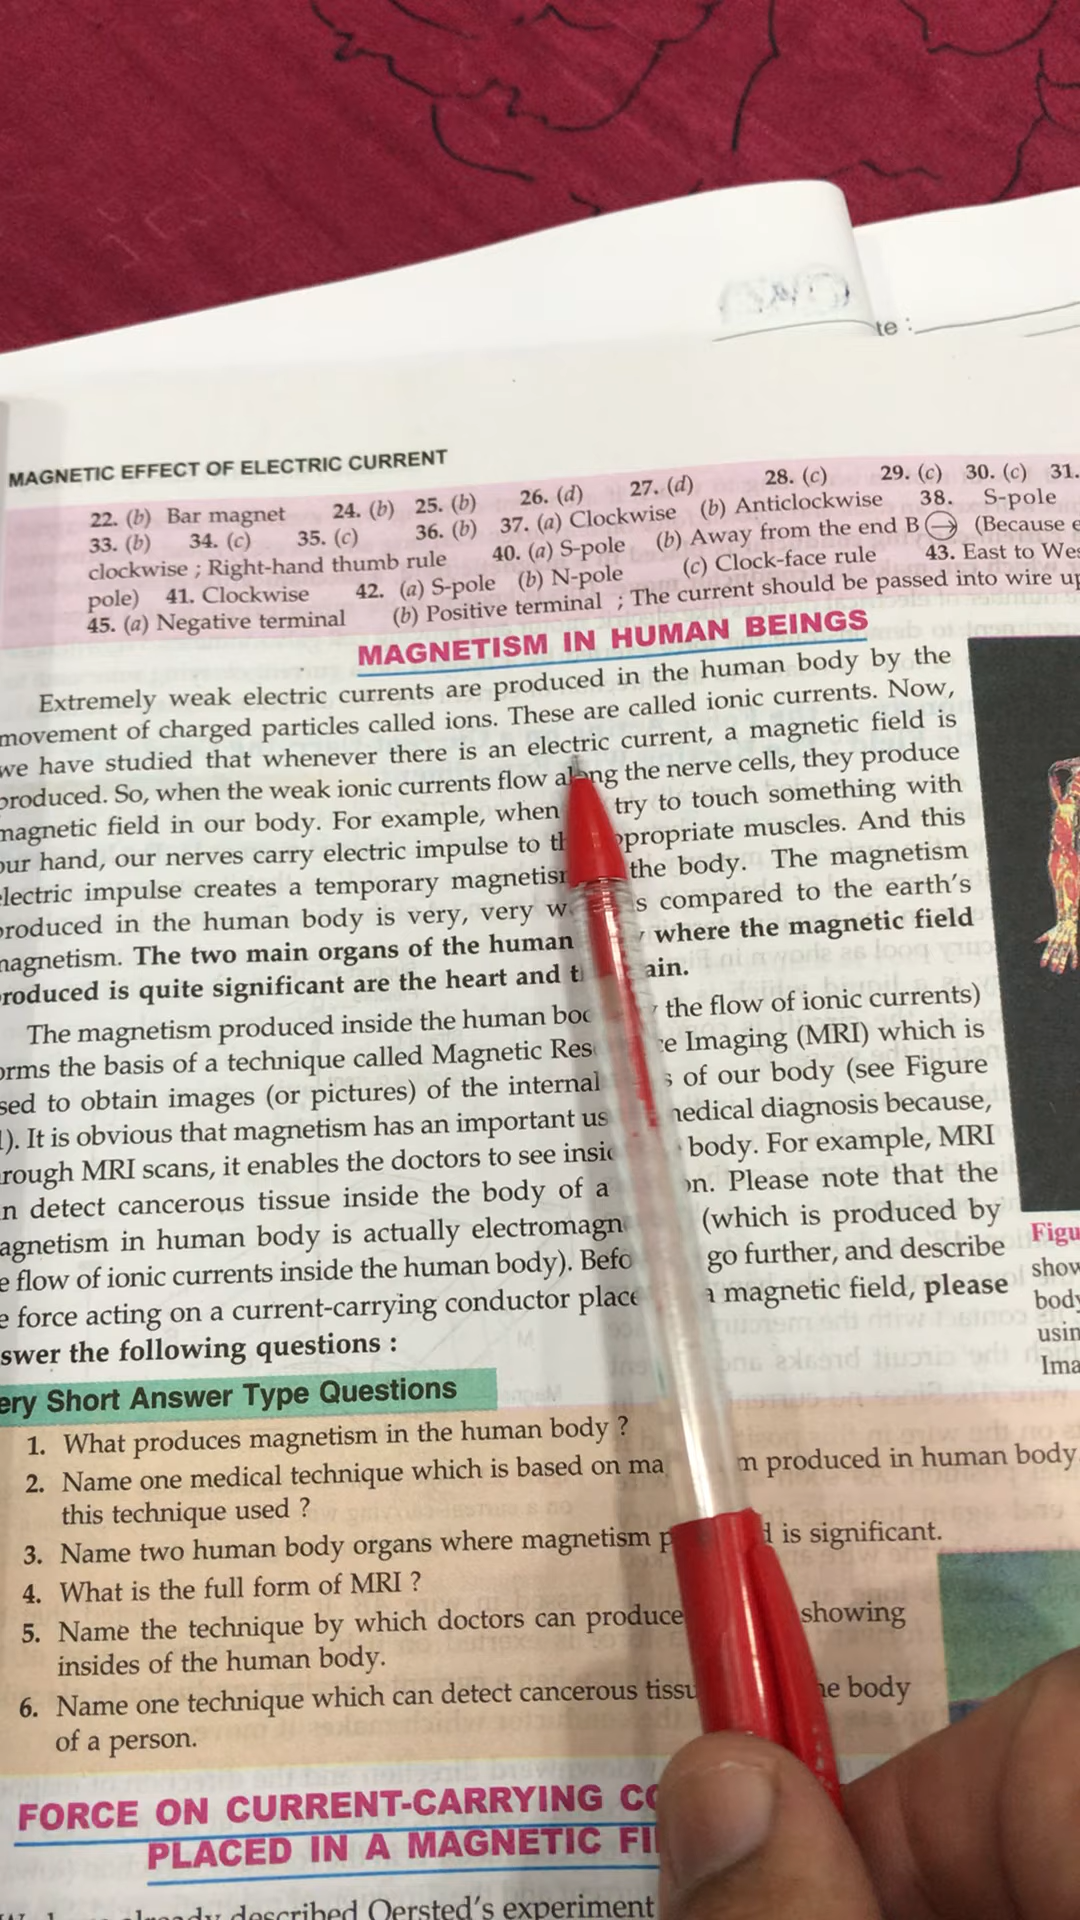 te :
MAGNETIC EFFECT OF ELECTRIC CURRENT
22. (b) Bar magnet 24. (b) 25. (b) 26. (d) 27. (d) 28. (c) 29. (c) 30. (c) 31.
33. (b) 34. (c) 35. (c) 36. (b) 37. (a) Clockwise (b) Anticlockwise 38. S-pole
clockwise ; Right-hand thumb rule 40. (a) S-pole (b) Away from the end B (Because e
pole) 41. Clockwise 42. (a) S-pole (b) N-pole (c) Clock-face rule 43. East to Wes
45. (a) Negative terminal (b) Positive terminal ; The current should be passed into wire up
MAGNETISM IN HUMAN BEINGS
Extremely weak electric currents are produced in the human body by the
movement of charged particles called ions. These are called ionic currents. Now,
we have studied that whenever there is an electric current, a magnetic field is
produced. So, when the weak ionic currents flow along the nerve cells, they produce
magnetic field in our body. For example, when try to touch something with
our hand, our nerves carry electric impulse to th ppropriate muscles. And this
electric impulse creates a temporary magnetis the body. The magnetism
produced in the human body is very, very w s compared to the earth's
magnetism. The two main organs of the human y where the magnetic field
produced is quite significant are the heart and t ain.
The magnetism produced inside the human bod y the flow of ionic currents)
orms the basis of a technique called Magnetic Res ce Imaging (MRI) which is
sed to obtain images (or pictures) of the internal s of our body (see Figure
1). It is obvious that magnetism has an important us medical diagnosis because,
rough MRI scans, it enables the doctors to see insid body. For example, MRI
n detect cancerous tissue inside the body of a on. Please note that the
agnetism in human body is actually electromagn (which is produced by
e flow of ionic currents inside the human body). Befo go further, and describe
e force acting on a current-carrying conductor place a magnetic field, please
swer the following questions :
Figu
show
body
usin
Ima
ery Short Answer Type Questions
1. What produces magnetism in the human body ?
2. Name one medical technique which is based on ma m produced in human body
this technique used ?
3. Name two human body organs where magnetism p d is significant.
4. What is the full form of MRI ?
5. Name the technique by which doctors can produce showing
insides of the human body.
6. Name one technique which can detect cancerous tissu he body
of a person.
FORCE ON CURRENT-CARRYING CO
PLACED IN A MAGNETIC FI
described Oersted's experiment